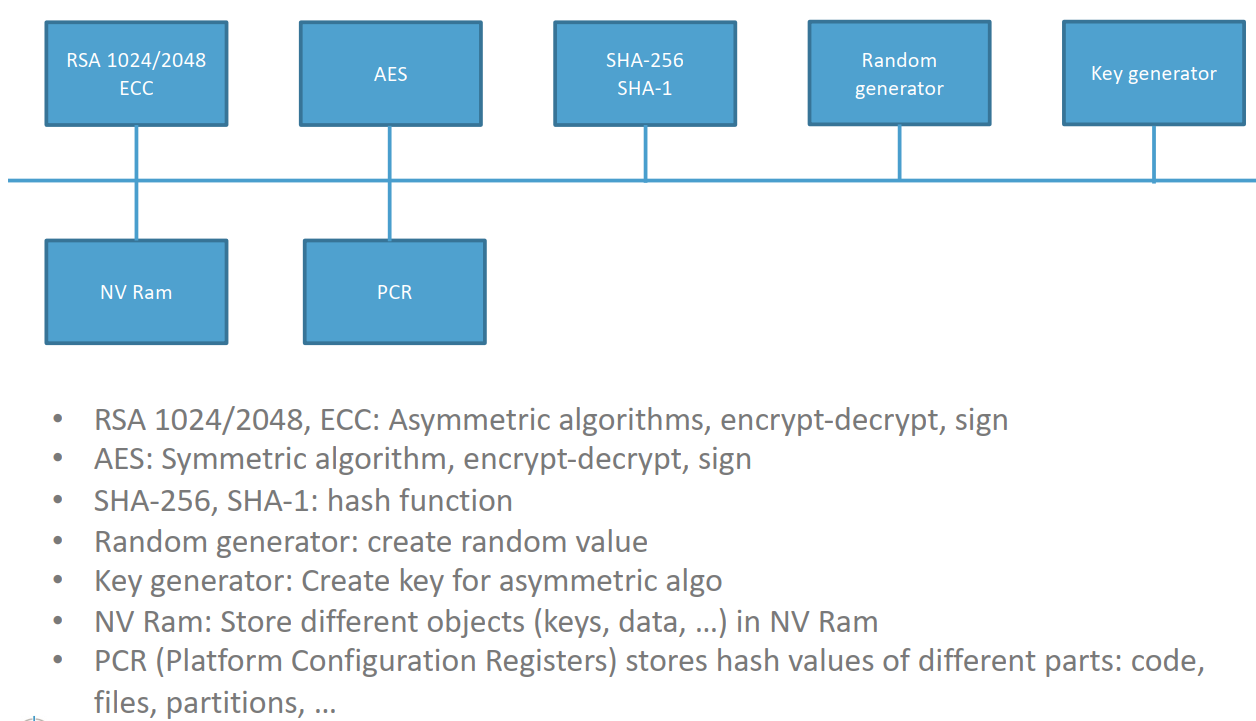 RSA 1024/2048
ECC
AES
SHA-256
SHA-1
Random
generator
Key generator
NV Ram
PCR
• RSA 1024/2048, ECC: Asymmetric algorithms, encrypt-decrypt, sign
• AES: Symmetric algorithm, encrypt-decrypt, sign
• SHA-256, SHA-1: hash function
• Random generator: create random value
• Key generator: Create key for asymmetric algo
• NV Ram: Store different objects (keys, data, …) in NV Ram
• PCR (Platform Configuration Registers) stores hash values of different parts: code,
files, partitions, …